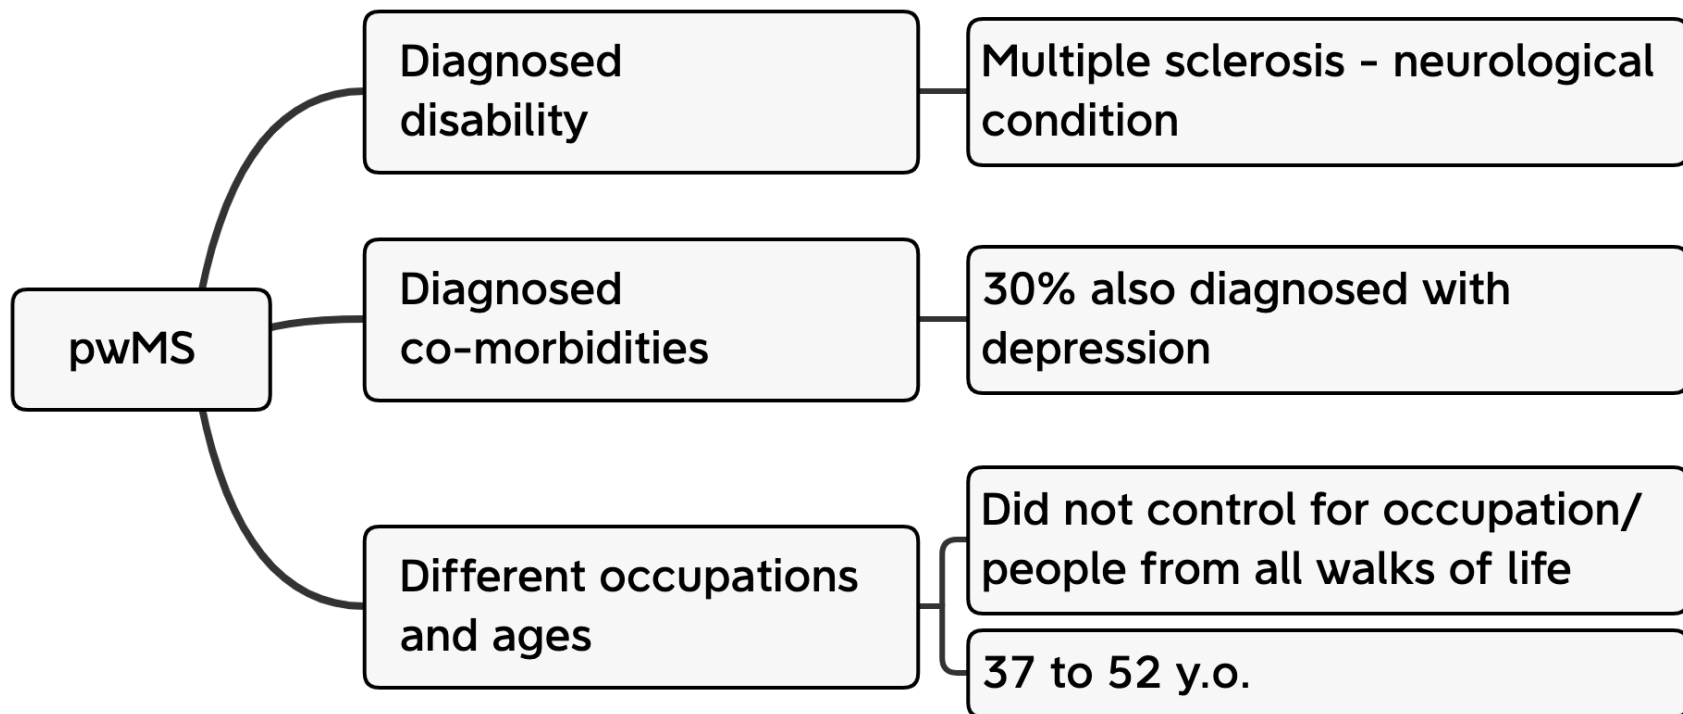 pwMS
Diagnosed
disability
Multiple sclerosis - neurological
condition
Diagnosed
co-morbidities
30% also diagnosed with
depression
Different occupations
and ages
Did not control for occupation/
people from all walks of life
37 to 52 y.o.